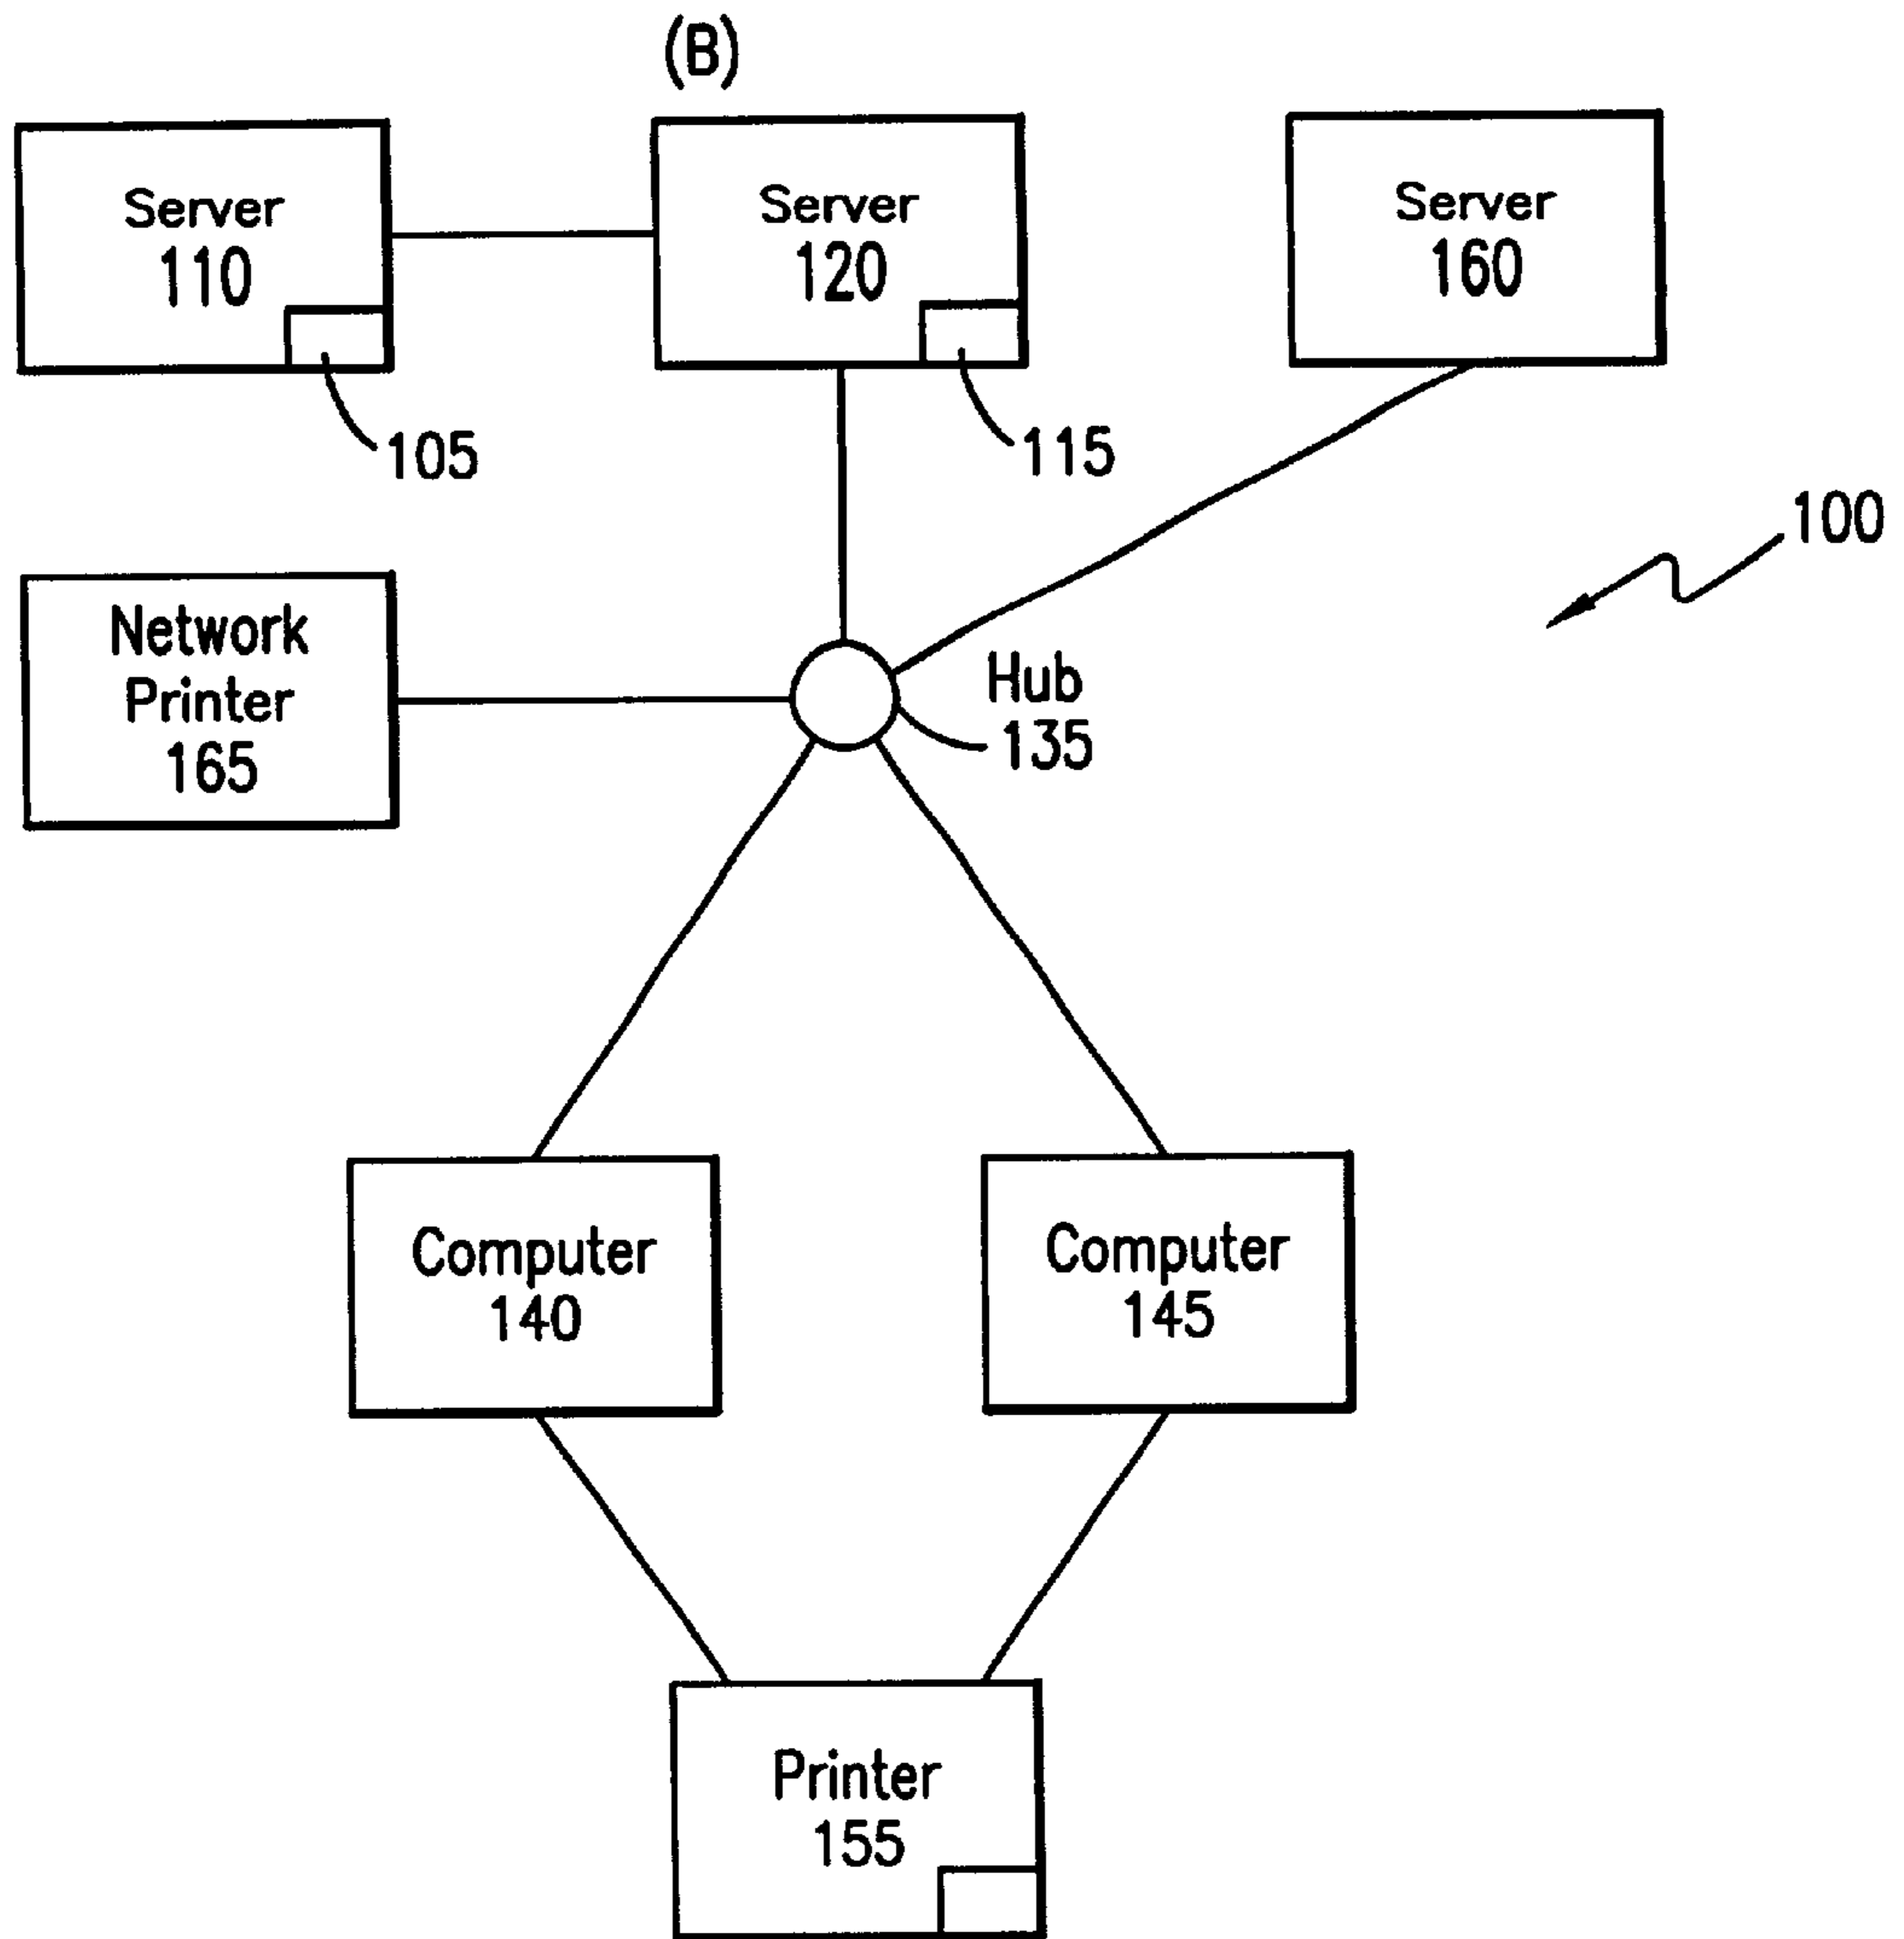 (B)
Server
110
Server
120
Server
160
105
115
100
Network
Printer
165
Hub
135
Computer
140
Computer
145
Printer
155